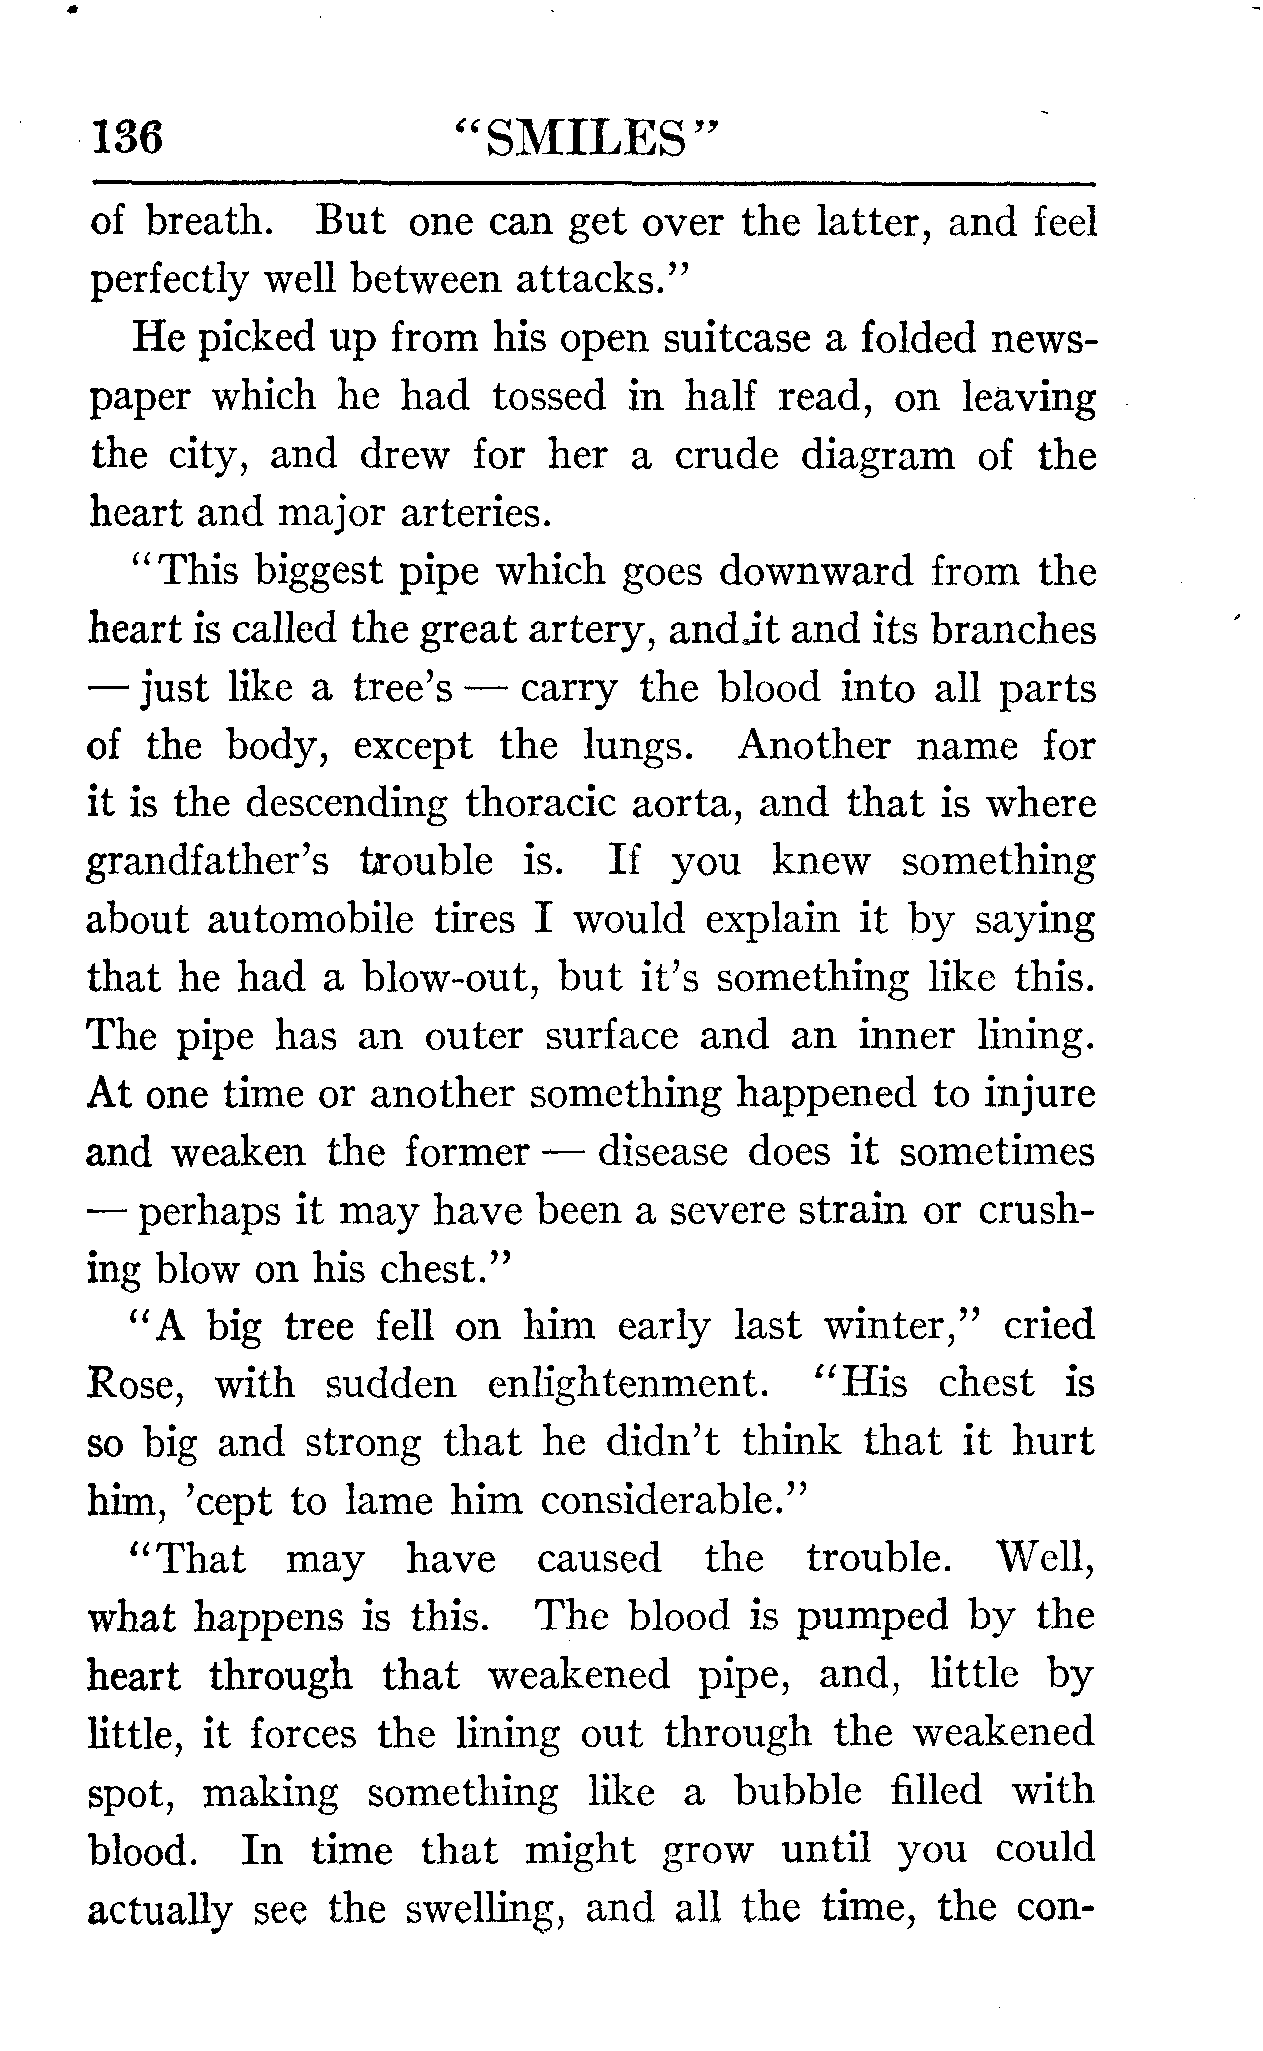 136 "SMILES"
of breath. But one can get over the latter, and feel
perfectly well between attacks."
He picked up from his open suitcase a folded news-
paper which he had tossed in half read, on leaving
the city, and drew for her a crude diagram of the
heart and major arteries.
"This biggest pipe which goes downward from the
heart is called the great artery, and it and its branches
— just like a tree's — carry the blood into all parts
of the body, except the lungs. Another name for
it is the descending thoracic aorta, and that is where
grandfather's trouble is. If you knew something
about automobile tires I would explain it by saying
that he had a blow-out, but it's something like this.
The pipe has an outer surface and an inner lining.
At one time or another something happened to injure
and weaken the former — disease does it sometimes
— perhaps it may have been a severe strain or crush-
ing blow on his chest."
"A big tree fell on him early last winter," cried
Rose, with sudden enlightenment. "His chest is
so big and strong that he didn't think that it hurt
him, 'cept to lame him considerable."
"That may have caused the trouble. Well,
what happens is this. The blood is pumped by the
heart through that weakened pipe, and, little by
little, it forces the lining out through the weakened
spot, making something like a bubble filled with
blood. In time that might grow until you could
actually see the swelling, and all the time, the con-